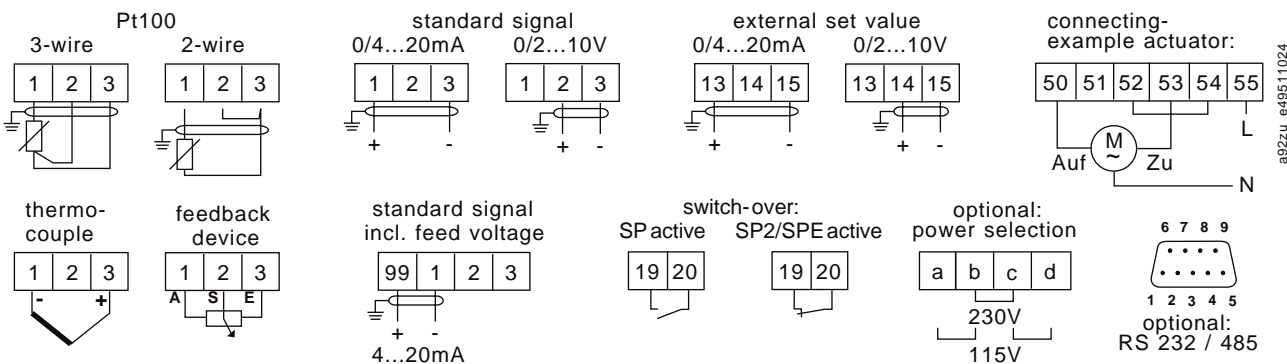 Pt100
3-wire 2-wire
1 2 3
1 2 3
standard signal
0/4...20mA 0/2...10V
1 2 3
1 2 3
+ -
+ -
external set value
0/4...20mA 0/2...10V
13 14 15
13 14 15
+ -
+ -
connecting-
example actuator:
50 51 52 53 54 55
L
M
~
Auf Zu
N
a92zu e49511024
thermo-
couple
1 2 3
- +
feedback
device
1 2 3
A S E
standard signal
incl. feed voltage
99 1 2 3
+ -
4...20mA
switch-over:
SP active SP2/SPE active
19 20
19 20
optional:
power selection
a b c d
230V
115V
6 7 8 9
1 2 3 4 5
optional:
RS 232 / 485